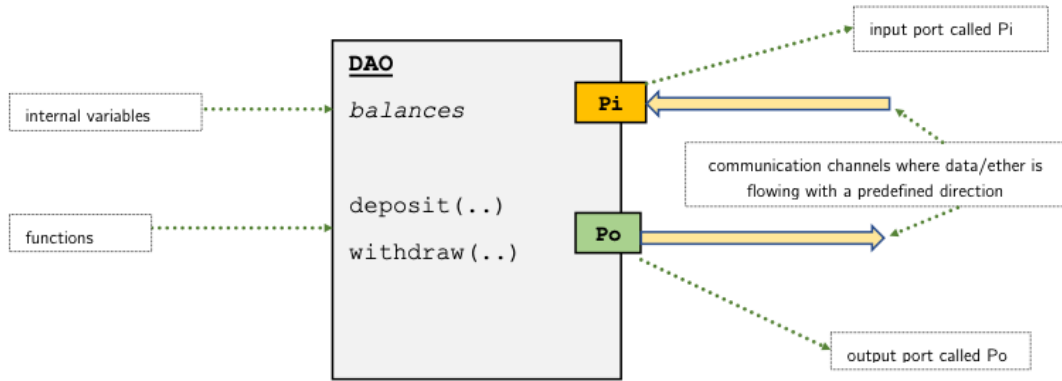 input port called Pi
DAO
Pi
balances
internal variables
communication channels where data/ether is
flowing with a predefined direction
deposit(..)
functions
Po
withdraw(..)
output port called Po